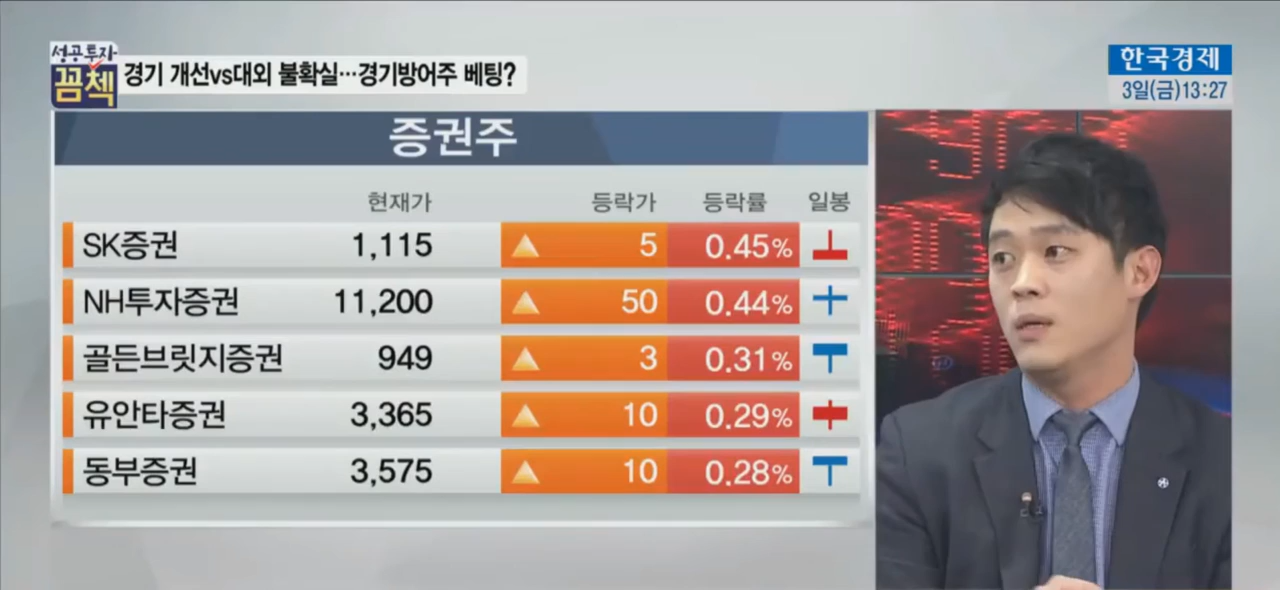 성공투자
꼼첵
경기 개선vs대외 불확실…경기방어주 베팅?
한국경제
3일(금)13:27
증권주
현재가 등락가 등락률 일봉
SK증권 1,115 ▲ 5 0.45%
NH투자증권 11,200 ▲ 50 0.44%
골든브릿지증권 949 ▲ 3 0.31%
유안타증권 3,365 ▲ 10 0.29%
동부증권 3,575 ▲ 10 0.28%